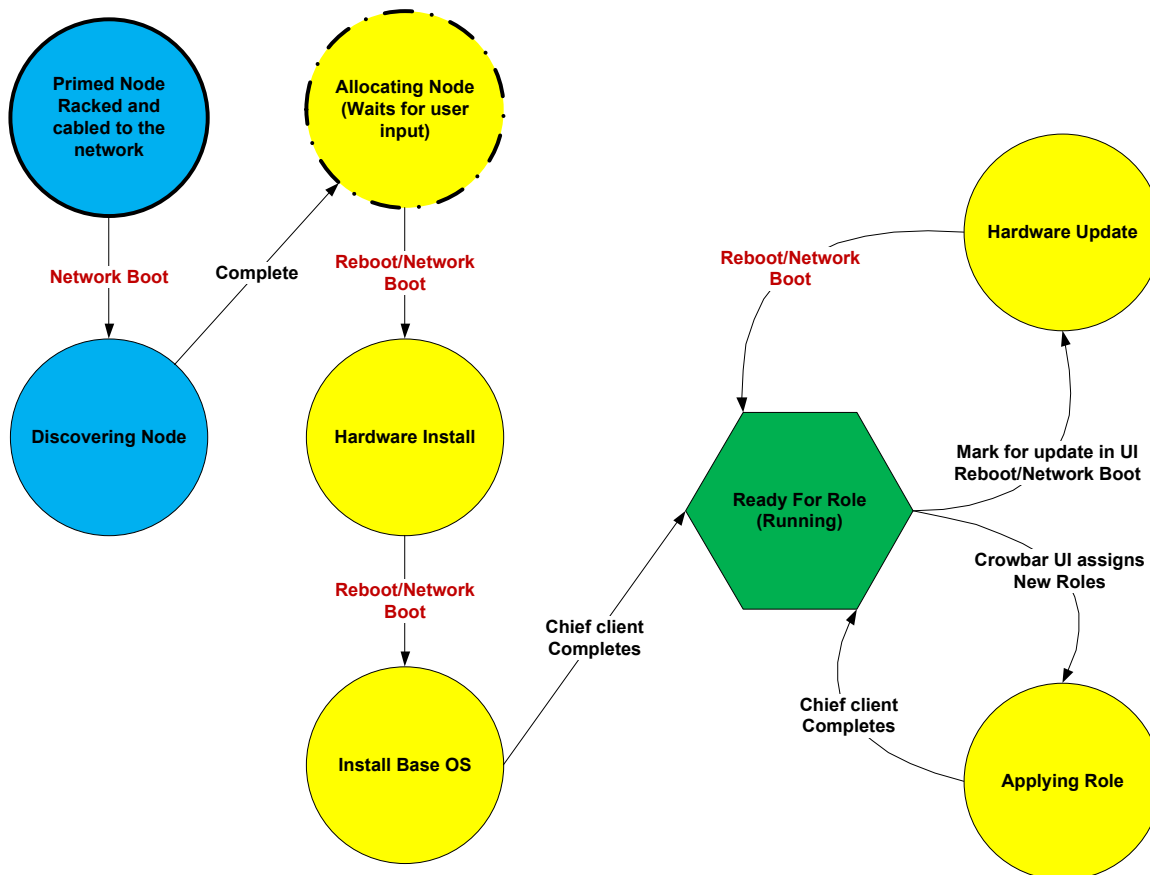 Primed Node
Racked and
cabled to the
network
Allocating Node
(Waits for user
input)
Network Boot
Complete
Reboot/Network
Boot
Discovering Node
Hardware Install
Reboot/Network
Boot
Install Base OS
Chief client
Completes
Ready For Role
(Running)
Reboot/Network
Boot
Hardware Update
Mark for update in UI
Reboot/Network Boot
Crowbar UI assigns
New Roles
Chief client
Completes
Applying Role